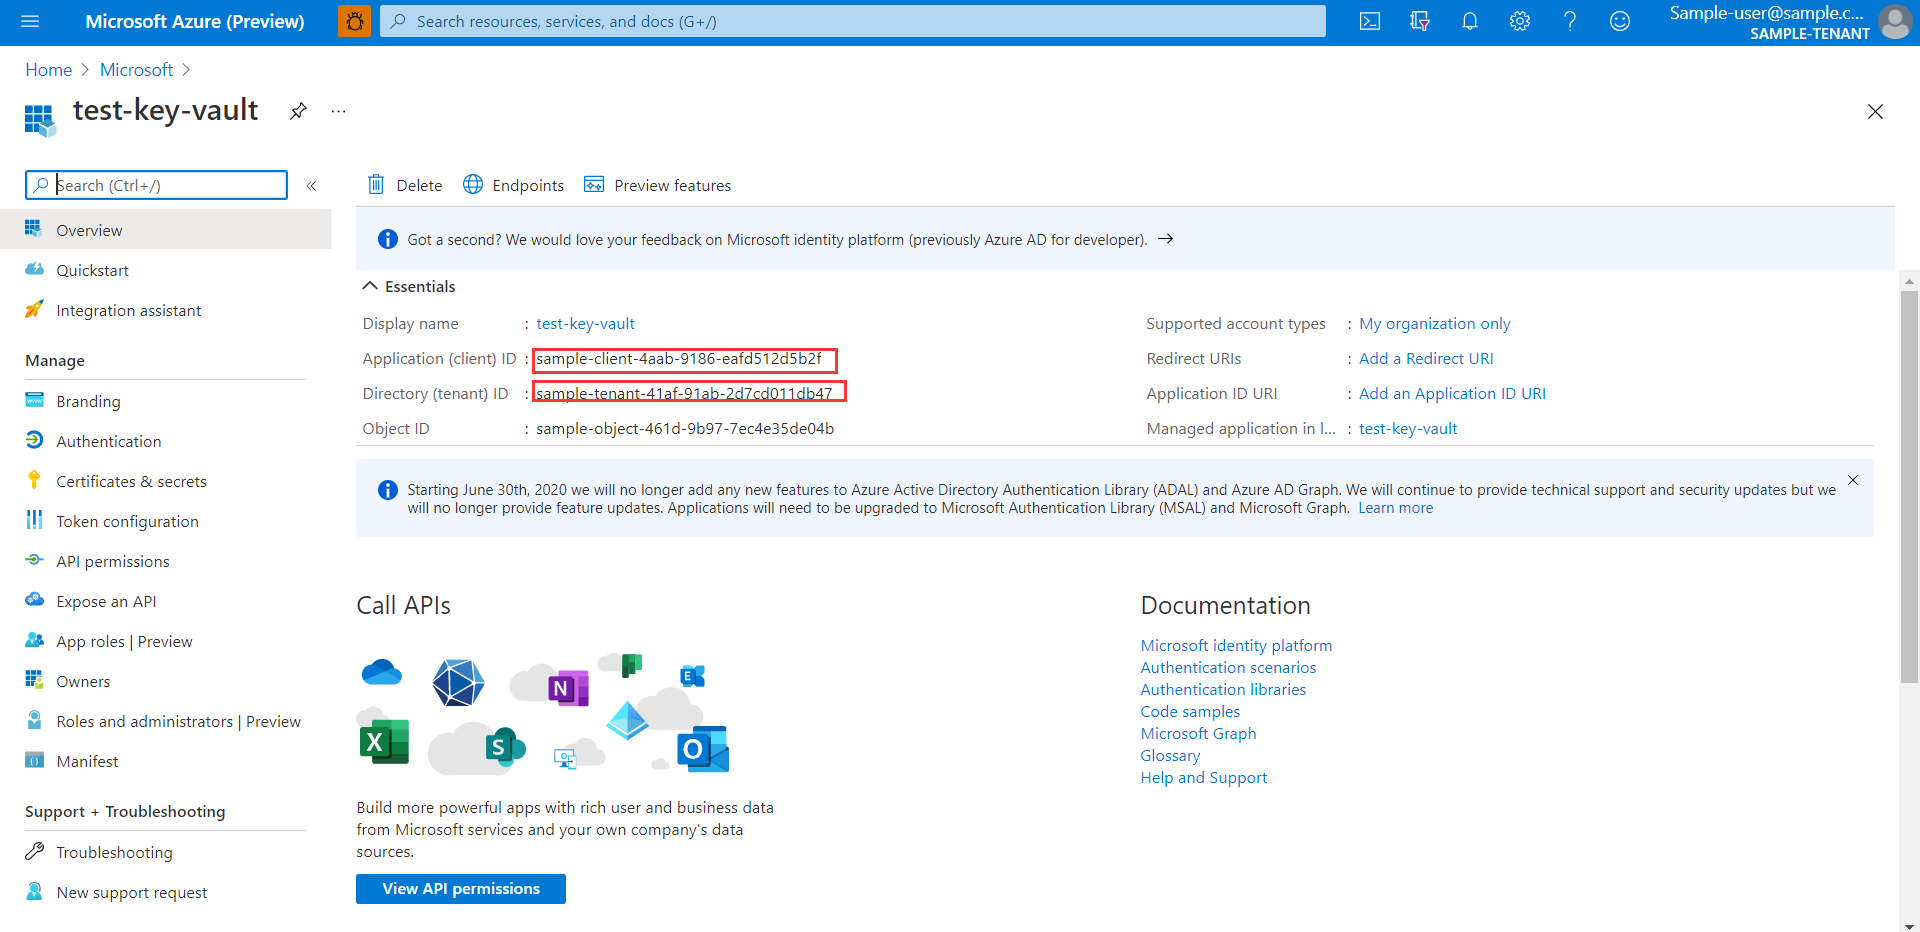 Microsoft Azure (Preview)
Search resources, services, and docs (G+/)
Sample-user@sample.c...
SAMPLE-TENANT
Home > Microsoft >
test-key-vault
...
Search (Ctrl+/)
«
Delete
Endpoints
Preview features
Overview
Quickstart
Integration assistant
Manage
Branding
Authentication
Certificates & secrets
Token configuration
API permissions
Expose an API
App roles | Preview
Owners
Roles and administrators | Preview
Manifest
Support + Troubleshooting
Troubleshooting
New support request
Got a second? We would love your feedback on Microsoft identity platform (previously Azure AD for developer). →
Essentials
Display name : test-key-vault
Application (client) ID : sample-client-4aab-9186-eafd512d5b2f
Directory (tenant) ID : sample-tenant-41af-91ab-2d7cd011db47
Object ID : sample-object-461d-9b97-7ec4e35de04b
Supported account types : My organization only
Redirect URIs : Add a Redirect URI
Application ID URI : Add an Application ID URI
Managed application in l... : test-key-vault
Starting June 30th, 2020 we will no longer add any new features to Azure Active Directory Authentication Library (ADAL) and Azure AD Graph. We will continue to provide technical support and security updates but we
will no longer provide feature updates. Applications will need to be upgraded to Microsoft Authentication Library (MSAL) and Microsoft Graph. Learn more
Call APIs
N
E
X
S
O
Build more powerful apps with rich user and business data
from Microsoft services and your own company's data
sources.
View API permissions
Documentation
Microsoft identity platform
Authentication scenarios
Authentication libraries
Code samples
Microsoft Graph
Glossary
Help and Support